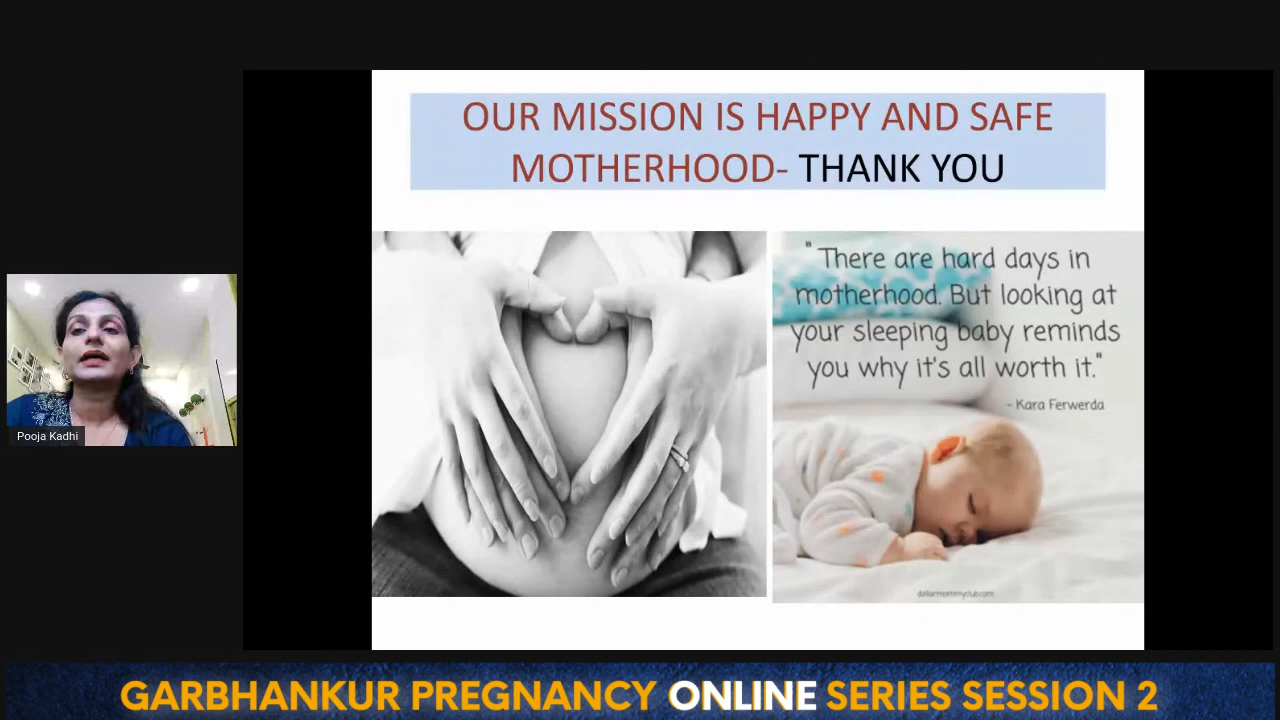 OUR MISSION IS HAPPY AND SAFE
MOTHERHOOD- THANK YOU
" There are hard days in
motherhood. But looking at
your sleeping baby reminds
you why it's all worth it."
- Kara Ferwerda
dollarmommyclub.com
Pooja Kadhi
GARBHANKUR PREGNANCY ONLINE SERIES SESSION 2